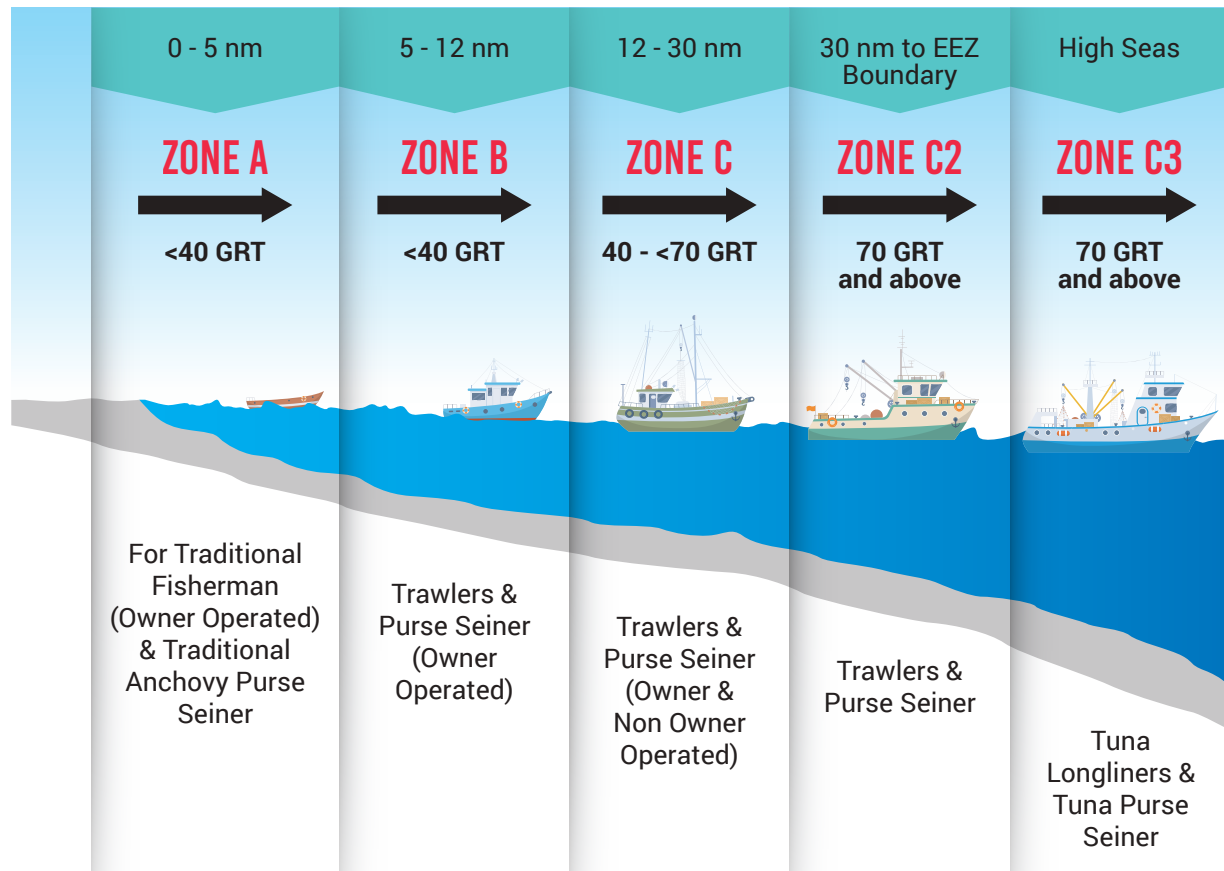 0 - 5 nm
5 - 12 nm
12 - 30 nm
30 nm to EEZ
Boundary
High Seas
ZONE A
ZONE B
ZONE C
ZONE C2
ZONE C3
<40 GRT
<40 GRT
40 - <70 GRT
70 GRT
and above
70 GRT
and above
For Traditional
Fisherman
(Owner Operated)
& Traditional
Anchovy Purse
Seiner
Trawlers &
Purse Seiner
(Owner
Operated)
Trawlers &
Purse Seiner
(Owner &
Non Owner
Operated)
Trawlers &
Purse Seiner
Tuna
Longliners &
Tuna Purse
Seiner